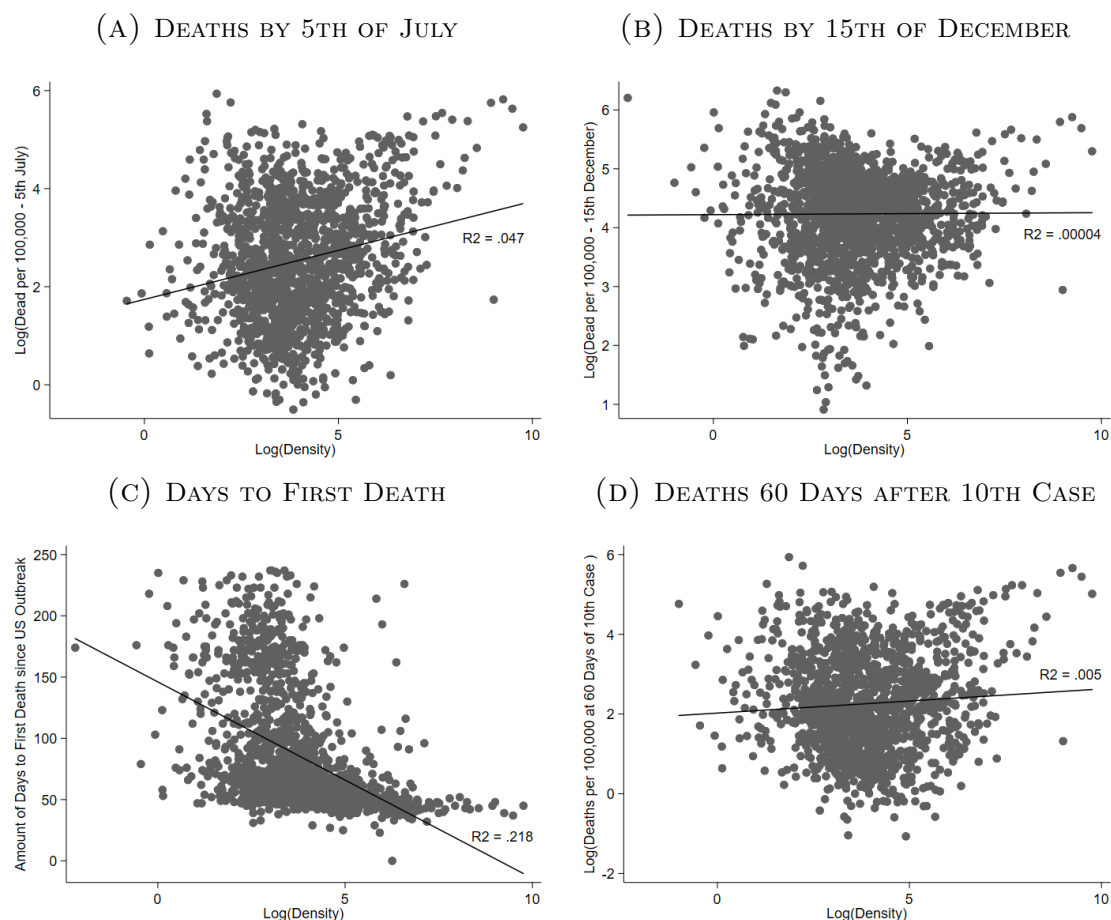 (A) DEATHS BY 5TH OF JULY
Log(Dead per 100,000 - 5th July)
6
4
2
0
R2 = .047
0 5 10
Log(Density)
(B) DEATHS BY 15TH OF DECEMBER
Log(Dead per 100,000 - 15th December)
6
5
4
3
2
1
R2 = .00004
0 5 10
Log(Density)
(C) DAYS TO FIRST DEATH
Amount of Days to First Death since US Outbreak
250
200
150
100
50
0
R2 = .218
0 5 10
Log(Density)
(D) DEATHS 60 DAYS AFTER 10TH CASE
Log(Deaths per 100,000 at 60 Days of 10th Case )
6
4
2
0
-2
R2 = .005
0 5 10
Log(Density)